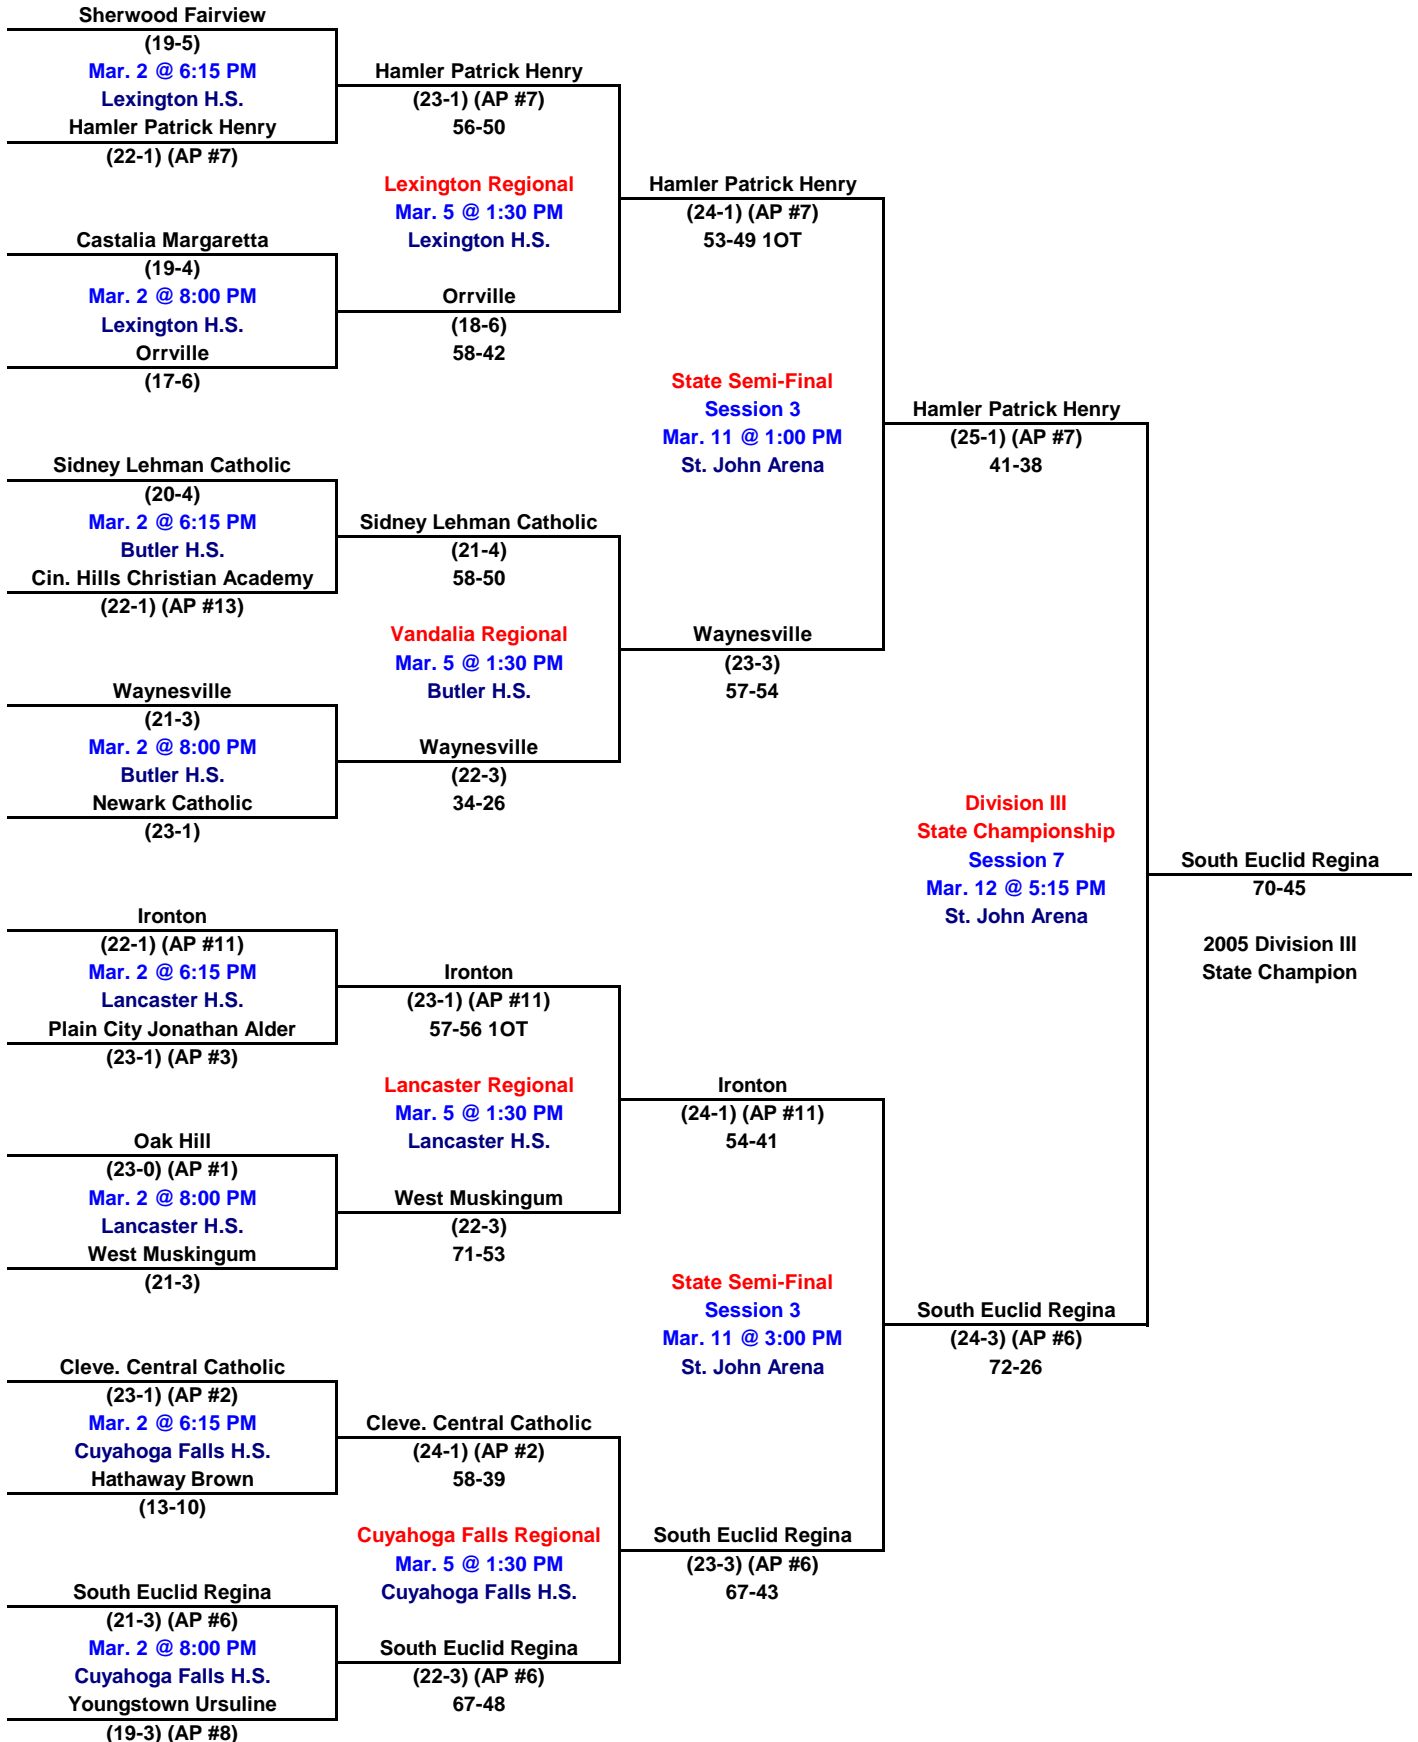 Sherwood Fairview
(19-5)
Mar. 2 @ 6:15 PM
Lexington H.S.
Hamler Patrick Henry
(22-1) (AP #7)
Castalia Margaretta
(19-4)
Mar. 2 @ 8:00 PM
Lexington H.S.
Orrville
(17-6)
Sidney Lehman Catholic
(20-4)
Mar. 2 @ 6:15 PM
Butler H.S.
Cin. Hills Christian Academy
(22-1) (AP #13)
Waynesville
(21-3)
Mar. 2 @ 8:00 PM
Butler H.S.
Newark Catholic
(23-1)
Ironton
(22-1) (AP #11)
Mar. 2 @ 6:15 PM
Lancaster H.S.
Plain City Jonathan Alder
(23-1) (AP #3)
Oak Hill
(23-0) (AP #1)
Mar. 2 @ 8:00 PM
Lancaster H.S.
West Muskingum
(21-3)
Cleve. Central Catholic
(23-1) (AP #2)
Mar. 2 @ 6:15 PM
Cuyahoga Falls H.S.
Hathaway Brown
(13-10)
South Euclid Regina
(21-3) (AP #6)
Mar. 2 @ 8:00 PM
Cuyahoga Falls H.S.
Youngstown Ursuline
(19-3) (AP #8)
Hamler Patrick Henry
(23-1) (AP #7)
56-50
Lexington Regional
Mar. 5 @ 1:30 PM
Lexington H.S.
Orrville
(18-6)
58-42
Sidney Lehman Catholic
(21-4)
58-50
Vandalia Regional
Mar. 5 @ 1:30 PM
Butler H.S.
Waynesville
(22-3)
34-26
Ironton
(23-1) (AP #11)
57-56 1OT
Lancaster Regional
Mar. 5 @ 1:30 PM
Lancaster H.S.
West Muskingum
(22-3)
71-53
Cleve. Central Catholic
(24-1) (AP #2)
58-39
Cuyahoga Falls Regional
Mar. 5 @ 1:30 PM
Cuyahoga Falls H.S.
South Euclid Regina
(22-3) (AP #6)
67-48
Hamler Patrick Henry
(24-1) (AP #7)
53-49 1OT
State Semi-Final
Session 3
Mar. 11 @ 1:00 PM
St. John Arena
Waynesville
(23-3)
57-54
Ironton
(24-1) (AP #11)
54-41
State Semi-Final
Session 3
Mar. 11 @ 3:00 PM
St. John Arena
South Euclid Regina
(23-3) (AP #6)
67-43
Hamler Patrick Henry
(25-1) (AP #7)
41-38
Division III
State Championship
Session 7
Mar. 12 @ 5:15 PM
St. John Arena
South Euclid Regina
(24-3) (AP #6)
72-26
South Euclid Regina
70-45
2005 Division III
State Champion